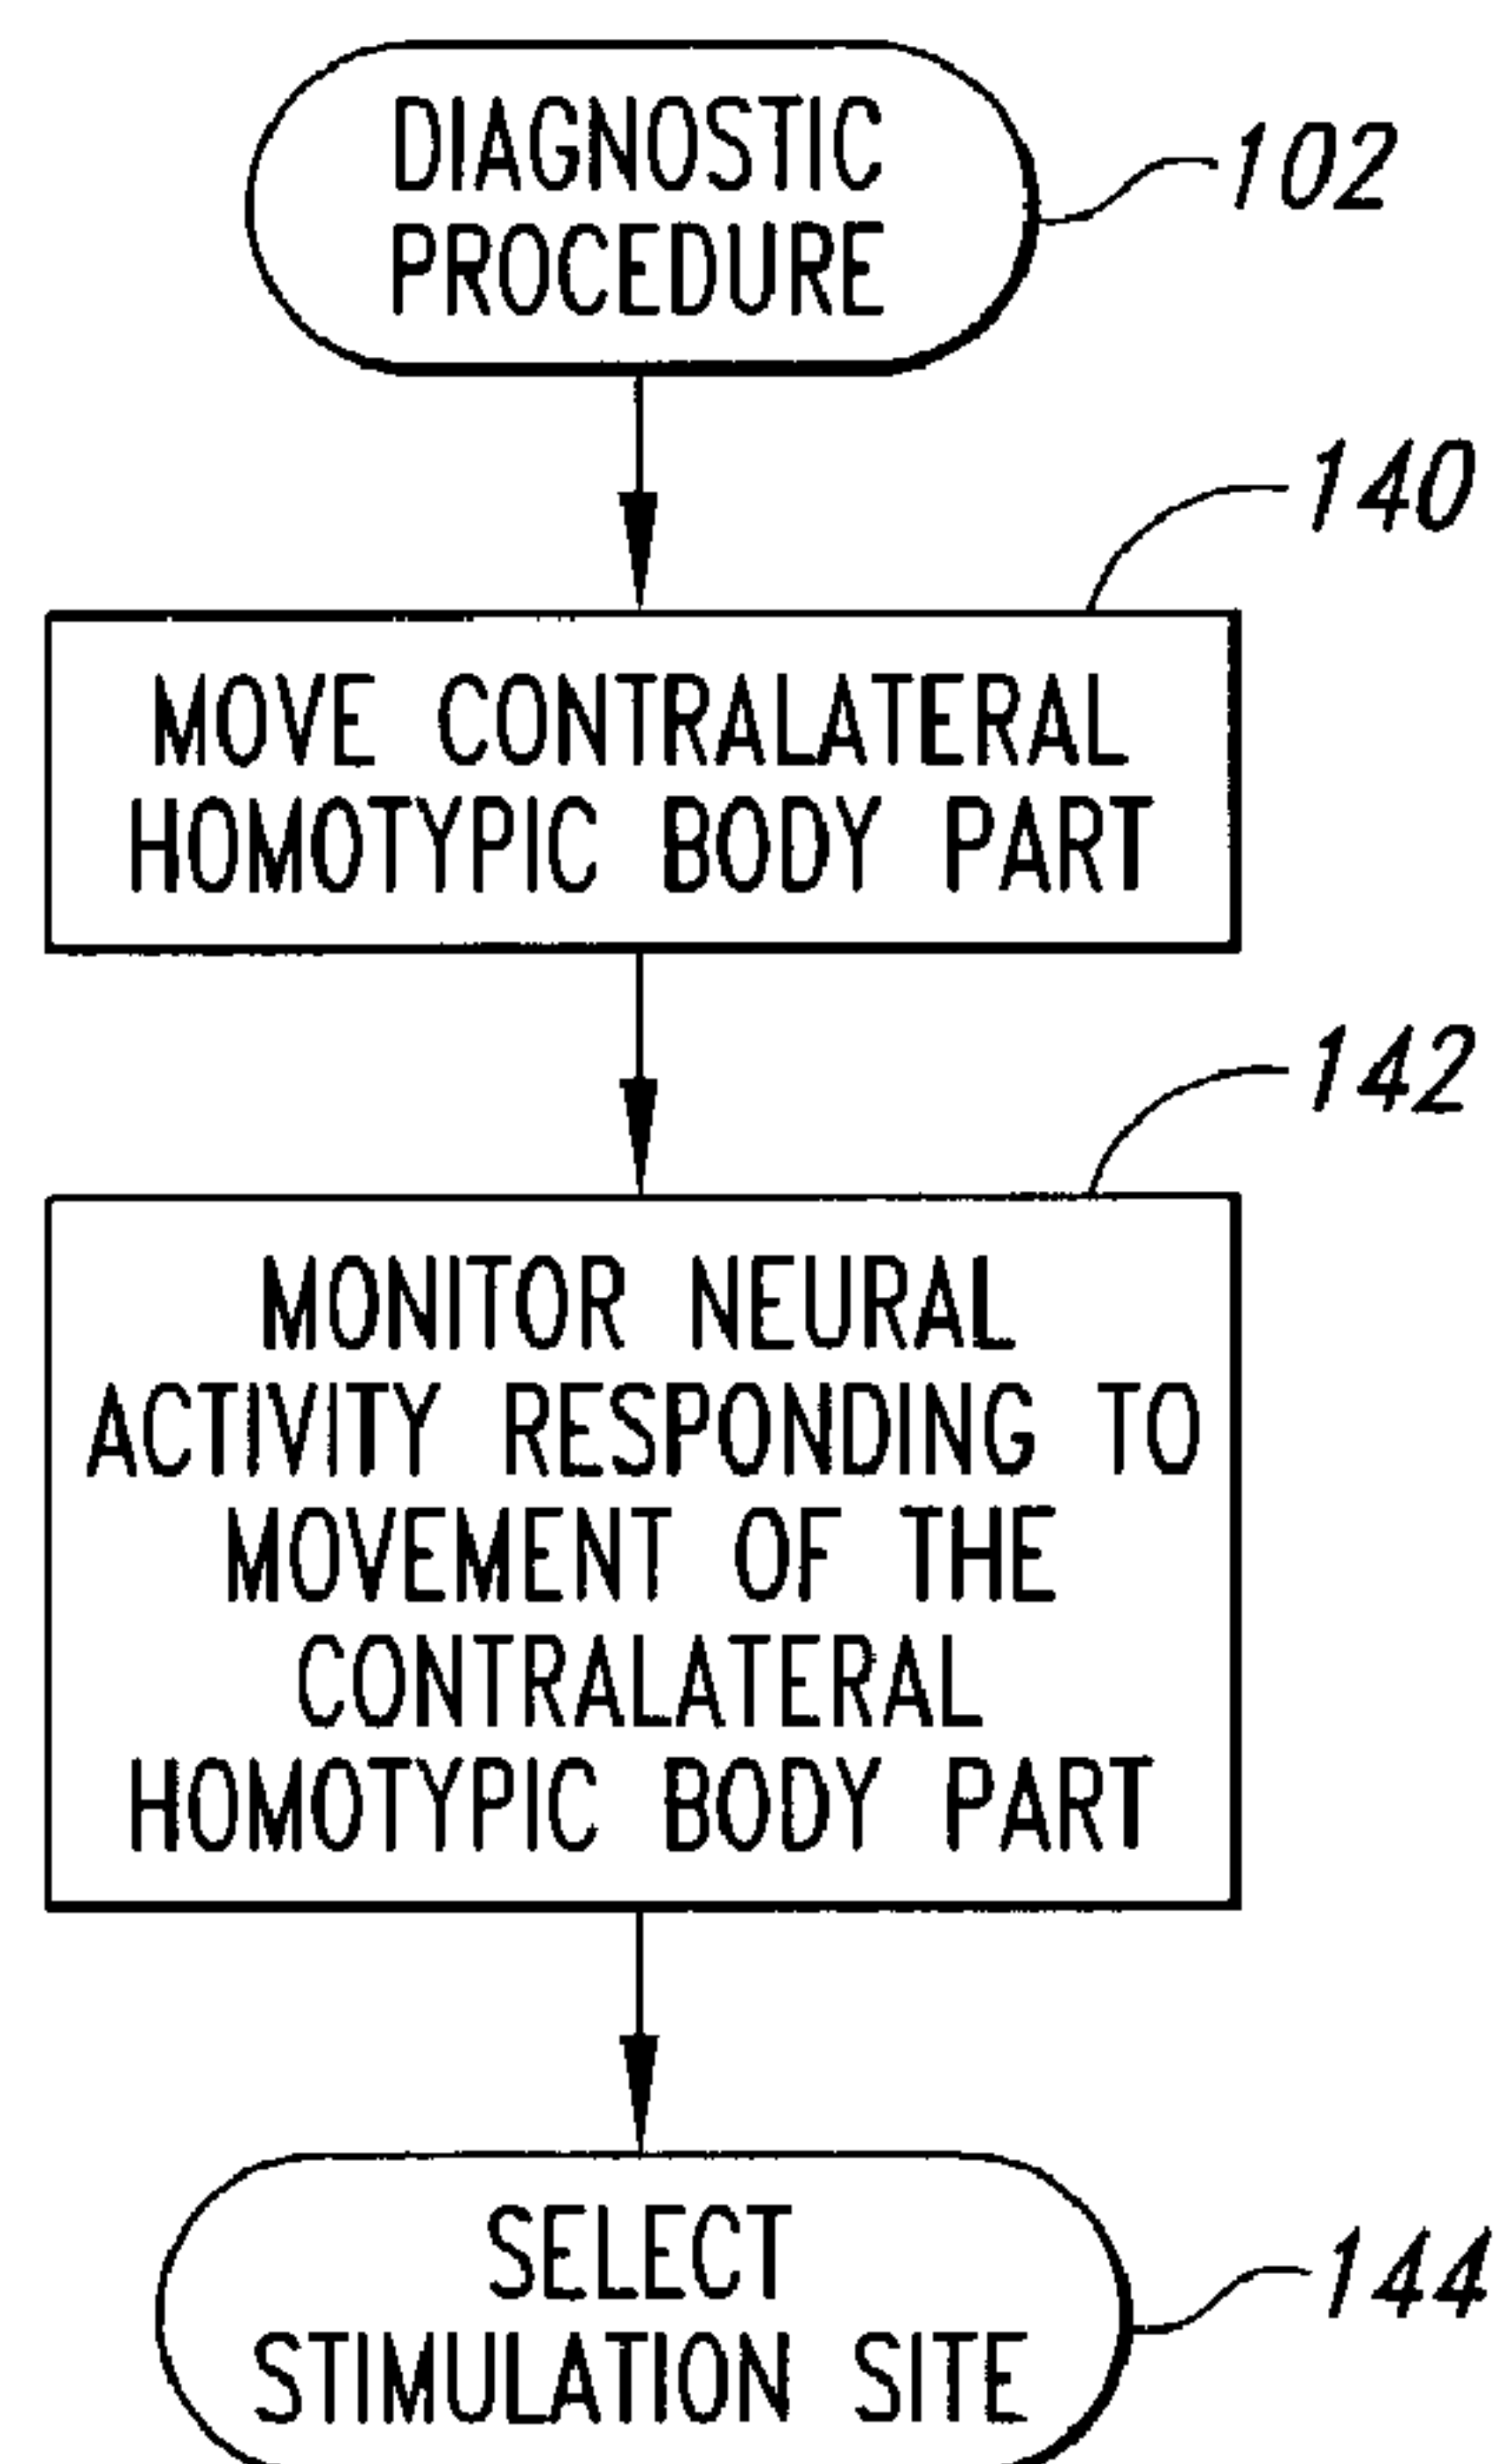 DIAGNOSTIC
PROCEDURE
102
140
MOVE CONTRALATERAL
HOMOTYPIC BODY PART
142
MONITOR NEURAL
ACTIVITY RESPONDING TO
MOVEMENT OF THE
CONTRALATERAL
HOMOTYPIC BODY PART
SELECT
STIMULATION SITE
144